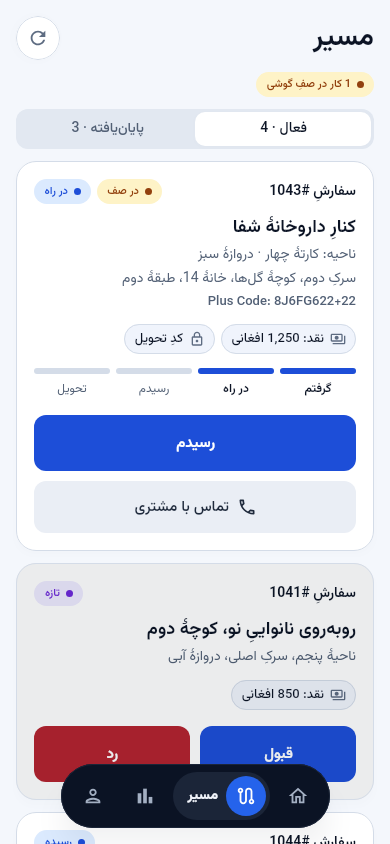 مسیر
1 کار در صفِ گوشی
فعال · 4
پایان‌یافته · 3
سفارشِ #1043
در صف
در راه
کنارِ داروخانهٔ شفا
ناحیه: کارتهٔ چهار · دروازهٔ سبز
سرکِ دوم، کوچهٔ گل‌ها، خانهٔ 14، طبقهٔ دوم
Plus Code: 8J6FG622+22
نقد: 1,250 افغانی
کدِ تحویل
گرفتم
در راه
رسیدم
تحویل
رسیدم
تماس با مشتری
سفارشِ #1041
تازه
روبه‌روی نانواییِ نو، کوچهٔ دوم
ناحیهٔ پنجم، سرکِ اصلی، دروازهٔ آبی
نقد: 850 افغانی
قبول
رد
مسیر
سفارشِ #1044
رسیده